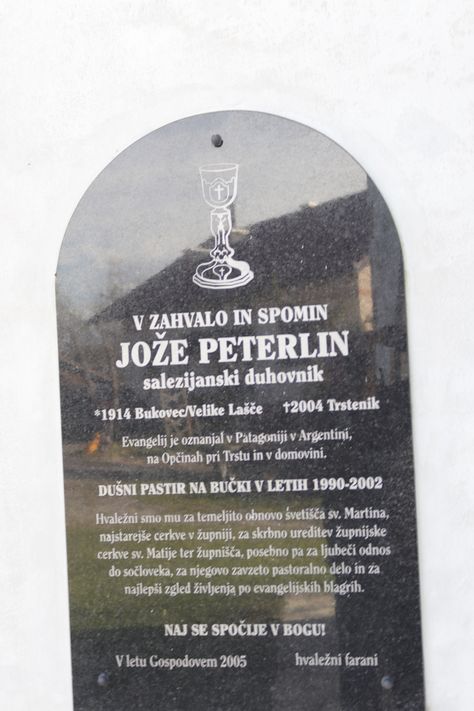 V ZAHVALO IN SPOMIN
JOŽE PETERLIN
salezijanski duhovnik
*1914 Bukovec/Velike Lašče †2004 Trstenik
Evangelij je oznanjal v Patagoniji v Argentini,
na Opčinah pri Trstu in v domovini.
DUŠNI PASTIR NA BUČKI V LETIH 1990-2002
Hvaležni smo mu za temeljito obnovo svetišča sv. Martina,
najstarejše cerkve v župniji, za skrbno ureditev župnijske
cerkve sv. Matije ter župnišča, posebno pa za ljubeči odnos
do sočloveka, za njegovo zavzeto pastoralno delo in za
najlepši zgled življenja po evangelijskih blagrih.
NAJ SE SPOČIJE V BOGU!
V letu Gospodovem 2005 hvaležni farani